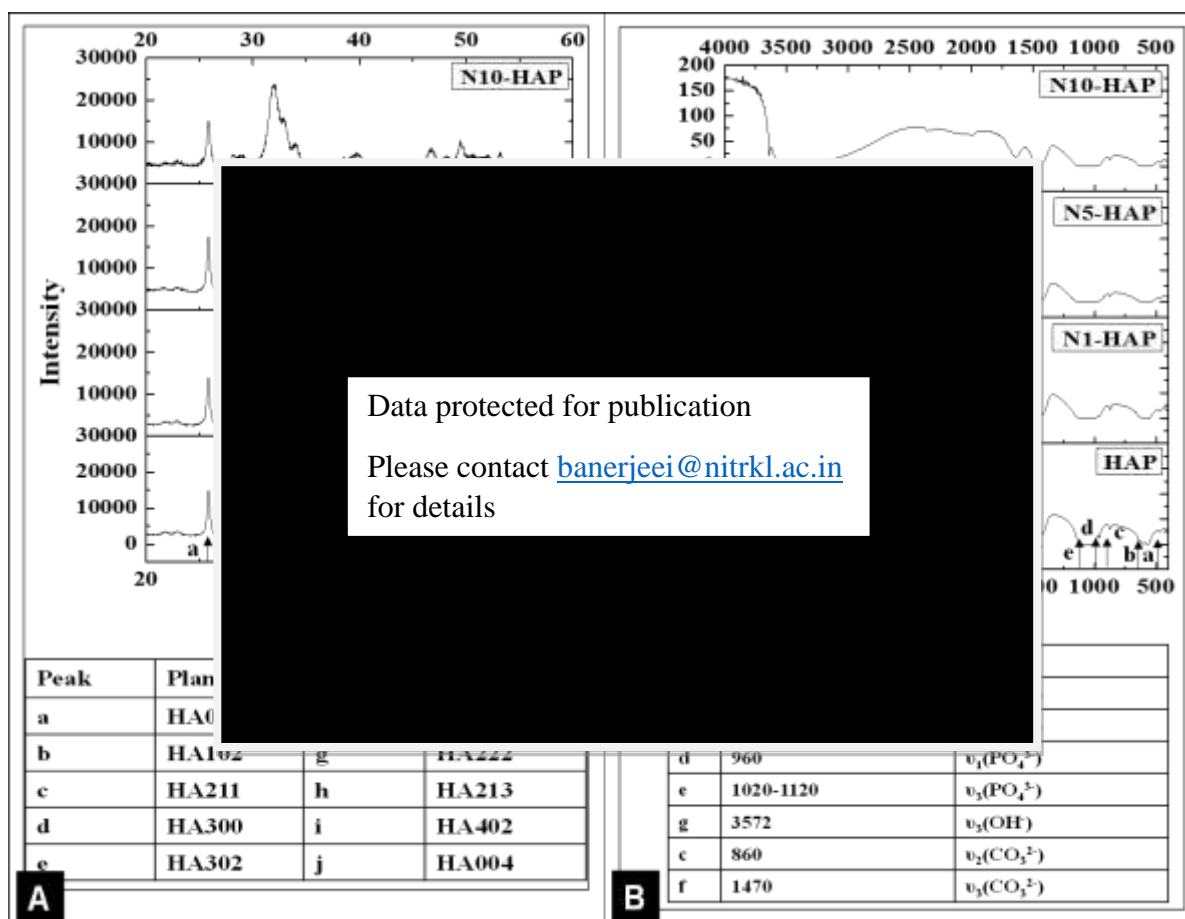 20 30 40 50 60
30000
20000
10000
30000
20000
10000
30000
20000
10000
30000
20000
10000
0
Intensity
N10-HAP
a
20
4000 3500 3000 2500 2000 1500 1000 500
200
150
100
50
N10-HAP
N5-HAP
N1-HAP
HAP
e d c b a
1000 500
Data protected for publication
Please contact banerjeei@nitrkl.ac.in
for details
Peak
a
b HA102 g HA222
c HA211 h HA213
d HA300 i HA402
e HA302 j HA004
A
d 960 υ₁(PO₄³⁻)
e 1020-1120 υ₃(PO₄³⁻)
g 3572 υ₃(OH⁻)
c 860 υ₂(CO₃²⁻)
f 1470 υ₃(CO₃²⁻)
B